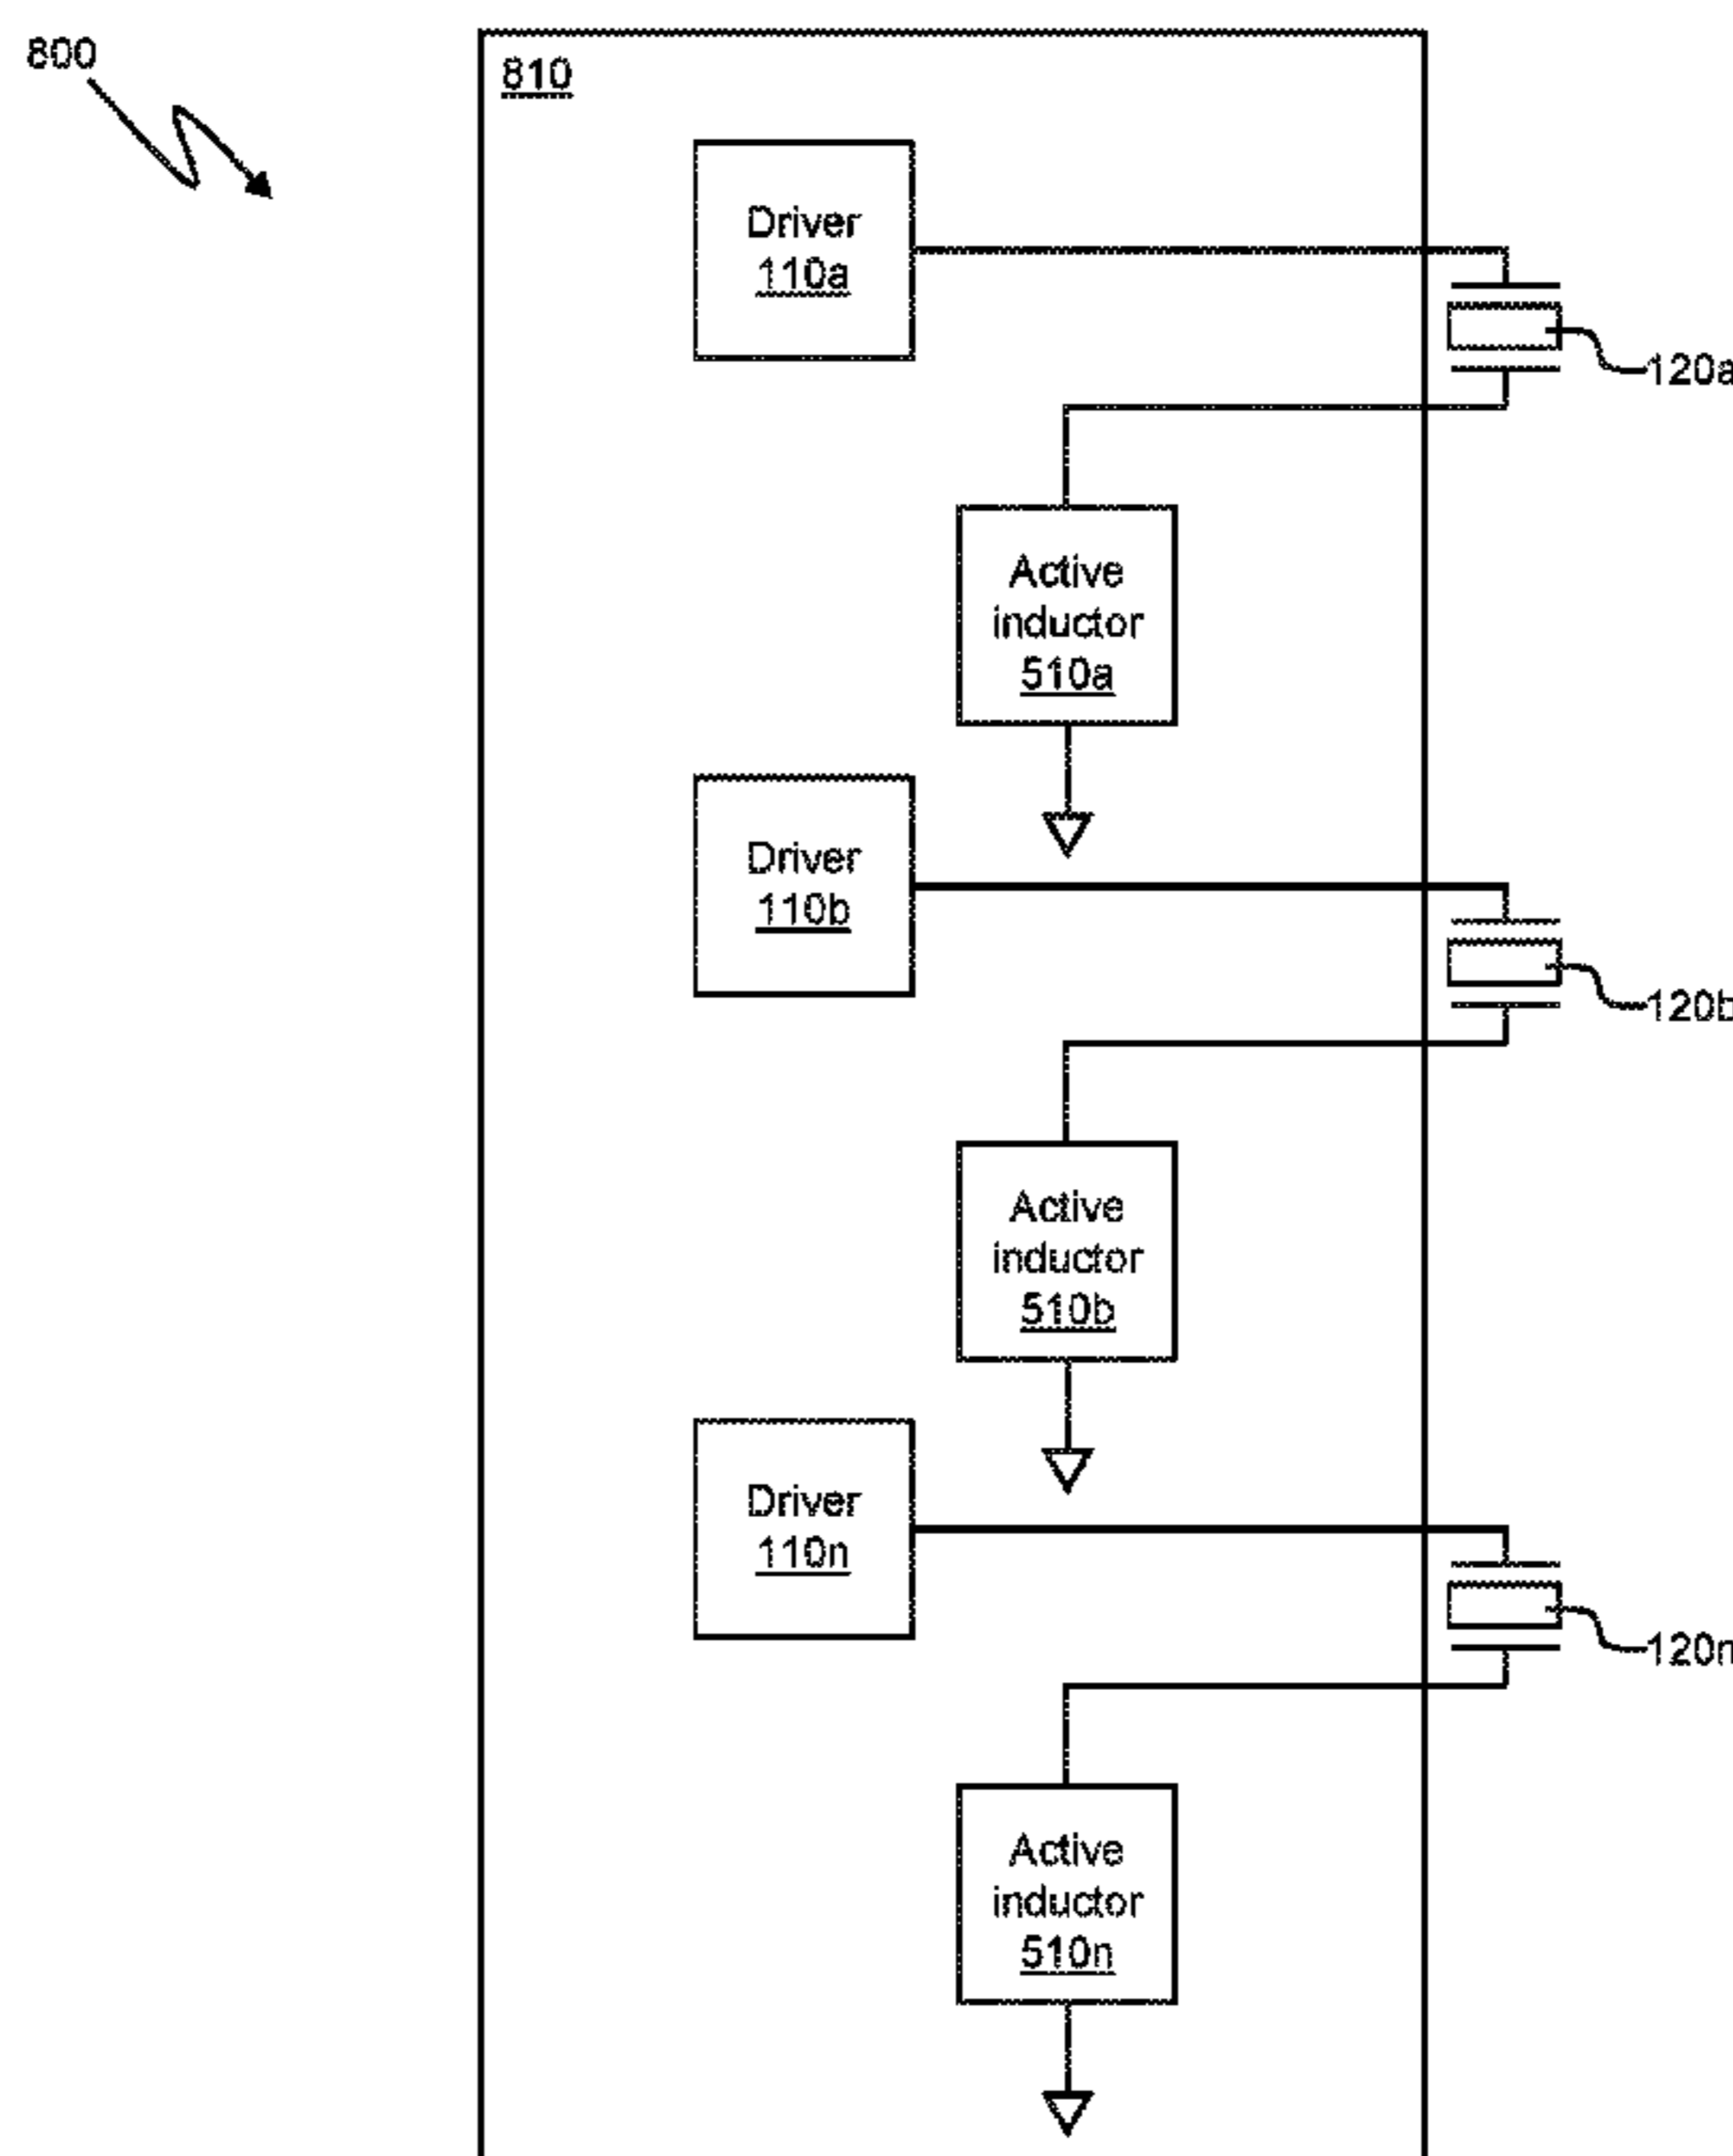 800
810
Driver
110a
120a
Active
inductor
510a
Driver
110b
120b
Active
inductor
510b
Driver
110n
120n
Active
inductor
510n